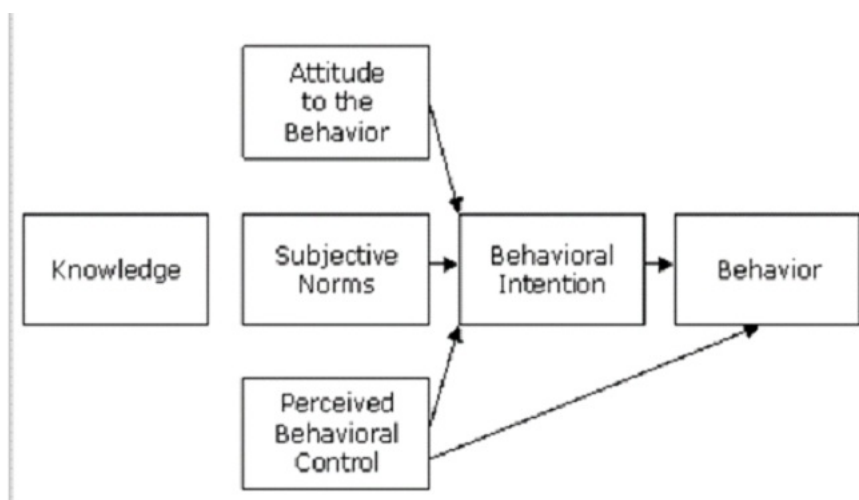 Attitude
to the
Behavior
Knowledge
Subjective
Norms
Behavioral
Intention
Behavior
Perceived
Behavioral
Control